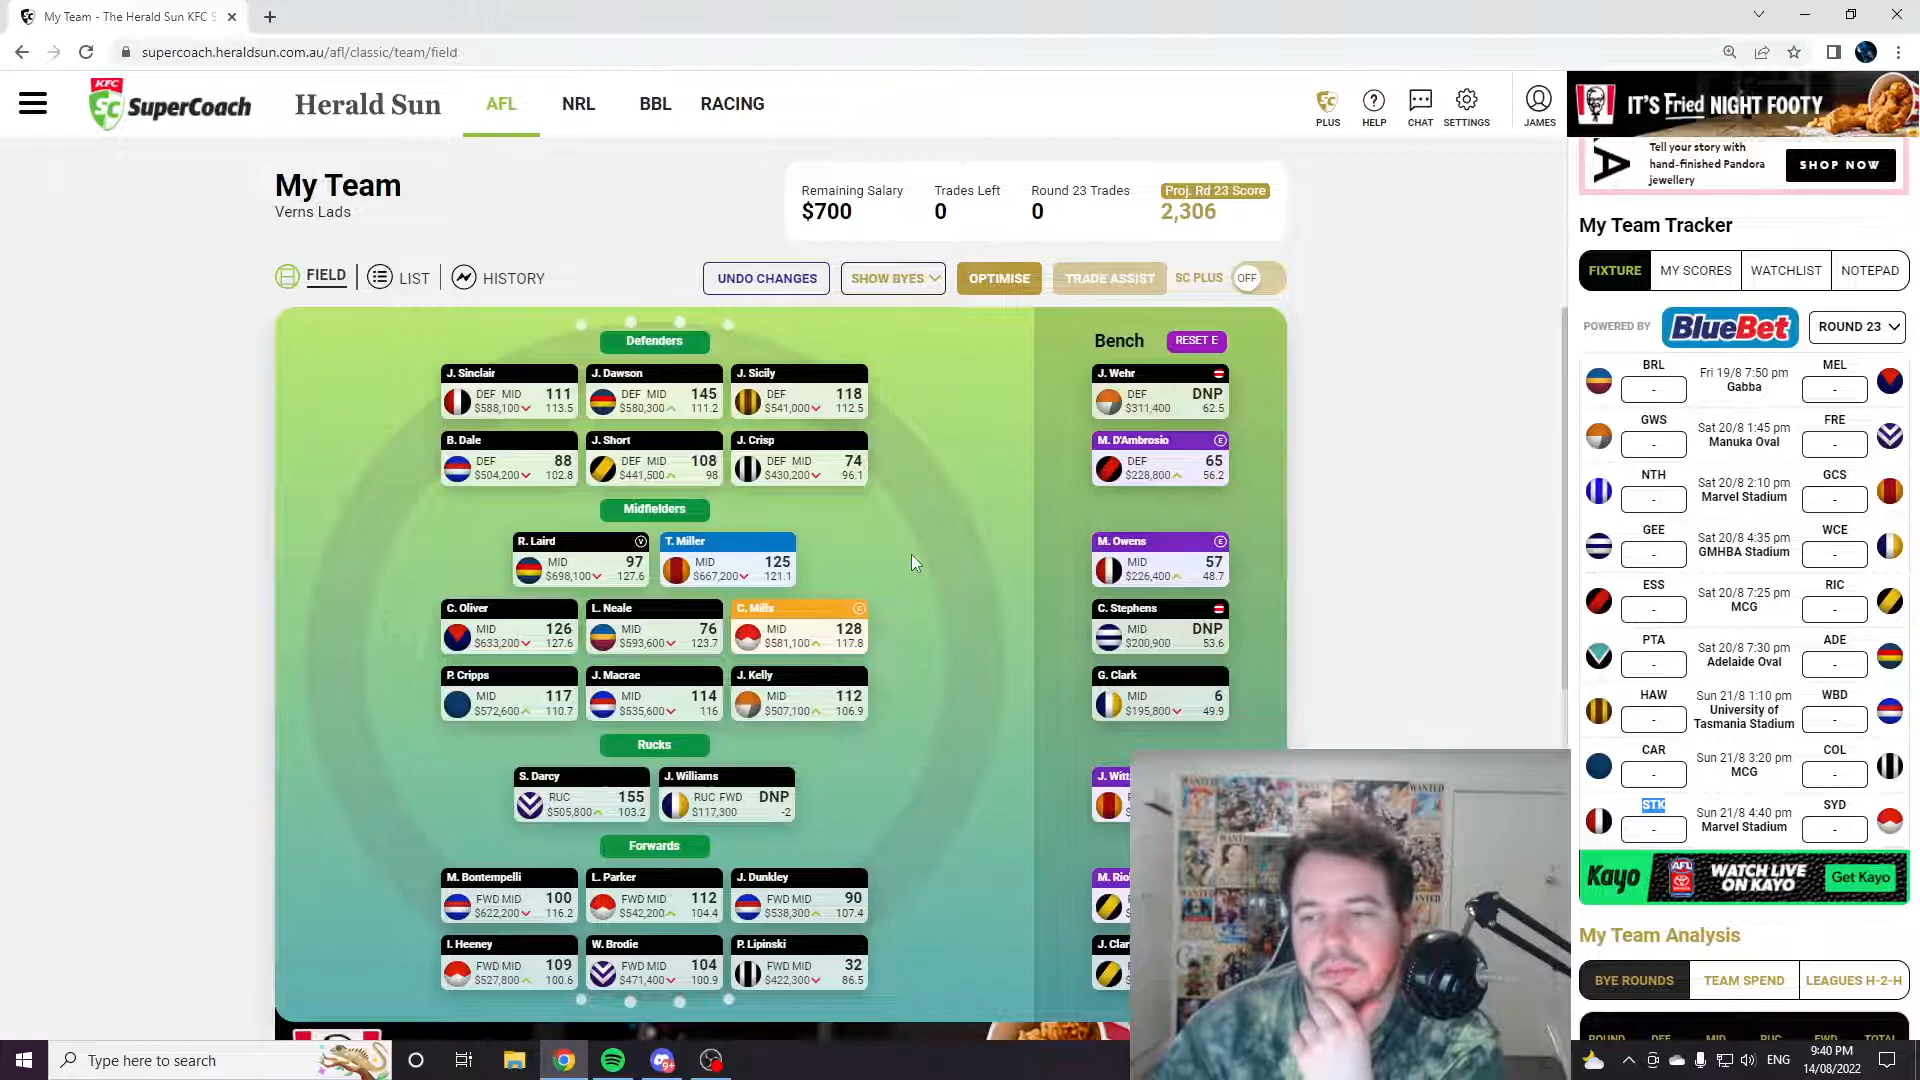 My Team - The Herald Sun KFC S
supercoach.heraldsun.com.au/afl/classic/team/field
KFC
SC SUPERCOACH
Herald Sun
AFL
NRL
BBL
RACING
PLUS
HELP
CHAT
SETTINGS
JAMES
IT'S Fried NIGHT FOOTY
Tell your story with
hand-finished Pandora
jewellery
SHOP NOW
My Team
Verns Lads
Remaining Salary
$700
Trades Left
0
Round 23 Trades
0
Proj. Rd 23 Score
2,306
FIELD
LIST
HISTORY
UNDO CHANGES
SHOW BYES
OPTIMISE
TRADE ASSIST
SC PLUS
OFF
Defenders
J. Sinclair
DEF MID 111
$588,100 113.5
J. Dawson
DEF MID 145
$580,300 111.2
J. Sicily
DEF 118
$541,000 112.5
B. Dale
DEF 88
$504,200 102.8
J. Short
DEF MID 108
$441,500 98
J. Crisp
DEF MID 74
$430,200 96.1
Midfielders
R. Laird V
MID 97
$698,100 127.6
T. Miller
MID 125
$667,200 121.1
C. Oliver
MID 126
$633,200 127.6
L. Neale
MID 76
$593,600 123.7
C. Mills C
MID 128
$581,100 117.8
P. Cripps
MID 117
$572,600 110.7
J. Macrae
MID 114
$535,600 116
J. Kelly
MID 112
$507,100 106.9
Rucks
S. Darcy
RUC 155
$505,800 103.2
J. Williams
RUC FWD DNP
$117,300 -2
Forwards
M. Bontempelli
FWD MID 100
$622,200 116.2
L. Parker
FWD MID 112
$542,200 104.4
J. Dunkley
FWD MID 90
$538,300 107.4
I. Heeney
FWD MID 109
$527,800 100.6
W. Brodie
FWD MID 104
$471,400 100.9
P. Lipinski
FWD MID 32
$422,300 86.5
Bench
RESET E
J. Wehr
DEF DNP
$311,400 62.5
M. D'Ambrosio E
DEF 65
$228,800 56.2
M. Owens E
MID 57
$226,400 48.7
C. Stephens
MID DNP
$200,900 53.6
G. Clark
MID 6
$195,800 49.9
J. Witt
M. Rio
J. Clar
My Team Tracker
FIXTURE
MY SCORES
WATCHLIST
NOTEPAD
POWERED BY
BlueBet
ROUND 23
BRL
-
Fri 19/8 7:50 pm
Gabba
MEL
-
GWS
-
Sat 20/8 1:45 pm
Manuka Oval
FRE
-
NTH
-
Sat 20/8 2:10 pm
Marvel Stadium
GCS
-
GEE
-
Sat 20/8 4:35 pm
GMHBA Stadium
WCE
-
ESS
-
Sat 20/8 7:25 pm
MCG
RIC
-
PTA
-
Sat 20/8 7:30 pm
Adelaide Oval
ADE
-
HAW
-
Sun 21/8 1:10 pm
University of
Tasmania Stadium
WBD
-
CAR
-
Sun 21/8 3:20 pm
MCG
COL
-
STK
-
Sun 21/8 4:40 pm
Marvel Stadium
SYD
-
Kayo
AFL
WATCH LIVE
ON KAYO
Get Kayo
My Team Analysis
BYE ROUNDS
TEAM SPEND
LEAGUES H-2-H
ROUND DEF MID RUC FWD TOTAL
Type here to search
9+
ENG
9:40 PM
14/08/2022